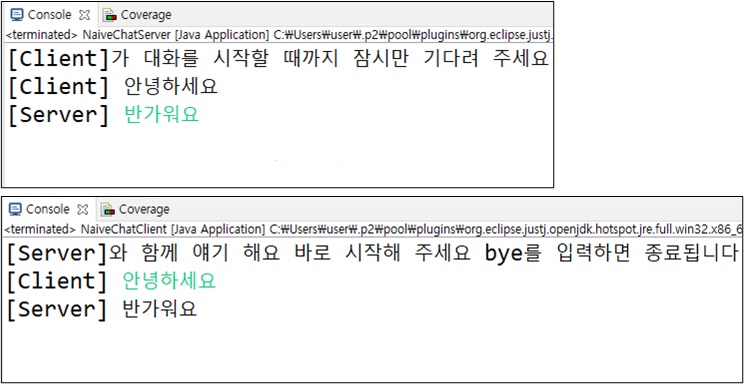 Console Coverage
<terminated> NaiveChatServer [Java Application] C:₩Users₩user₩.p2₩pool₩plugins₩org.eclipse.justj.
[Client]가 대화를 시작할 때까지 잠시만 기다려 주세요
[Client] 안녕하세요
[Server] 반가워요
Console Coverage
<terminated> NaiveChatClient [Java Application] C:₩Users₩user₩.p2₩pool₩plugins₩org.eclipse.justj.openjdk.hotspot.jre.full.win32.x86_6
[Server]와 함께 얘기 해요 바로 시작해 주세요 bye를 입력하면 종료됩니다
[Client] 안녕하세요
[Server] 반가워요